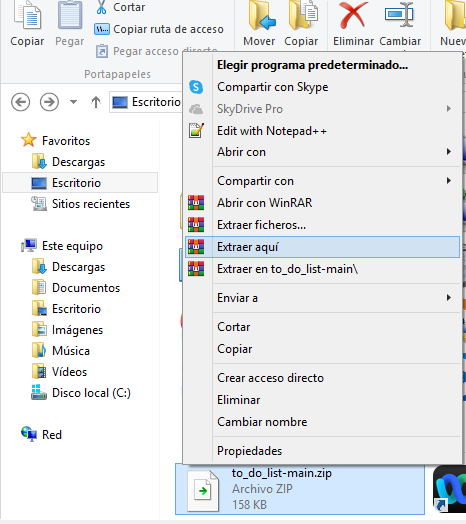 Cortar
Copiar ruta de acceso
Pegar acceso directo
Copiar
Pegar
Mover
Copiar
Eliminar
Cambiar
Portapapeles
Escritorio
Favoritos
Descargas
Escritorio
Sitios recientes
Este equipo
Descargas
Documentos
Escritorio
Imágenes
Música
Vídeos
Disco local (C:)
Red
Elegir programa predeterminado...
Compartir con Skype
SkyDrive Pro
Edit with Notepad++
Abrir con
Compartir con
Abrir con WinRAR
Extraer ficheros...
Extraer aquí
Extraer en to_do_list-main\
Enviar a
Cortar
Copiar
Crear acceso directo
Eliminar
Cambiar nombre
Propiedades
to_do_list-main.zip
Archivo ZIP
158 KB